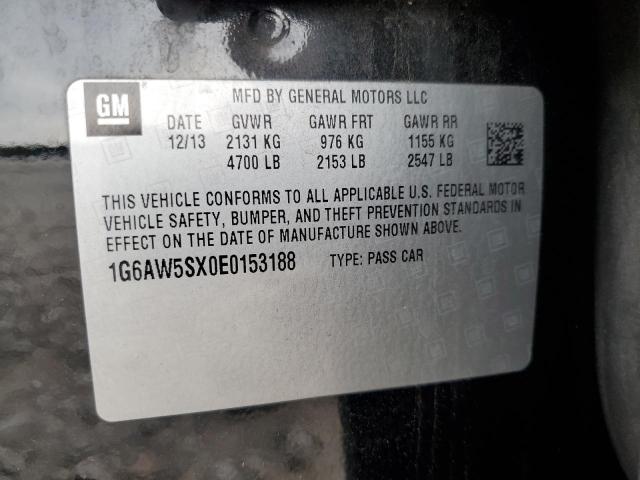 GM MFD BY GENERAL MOTORS LLC
DATE GVWR GAWR FRT GAWR RR
12/13 2131 KG 976 KG 1155 KG
4700 LB 2153 LB 2547 LB
THIS VEHICLE CONFORMS TO ALL APPLICABLE U.S. FEDERAL MOTOR
VEHICLE SAFETY, BUMPER, AND THEFT PREVENTION STANDARDS IN
EFFECT ON THE DATE OF MANUFACTURE SHOWN ABOVE.
1G6AW5SX0E0153188 TYPE: PASS CAR